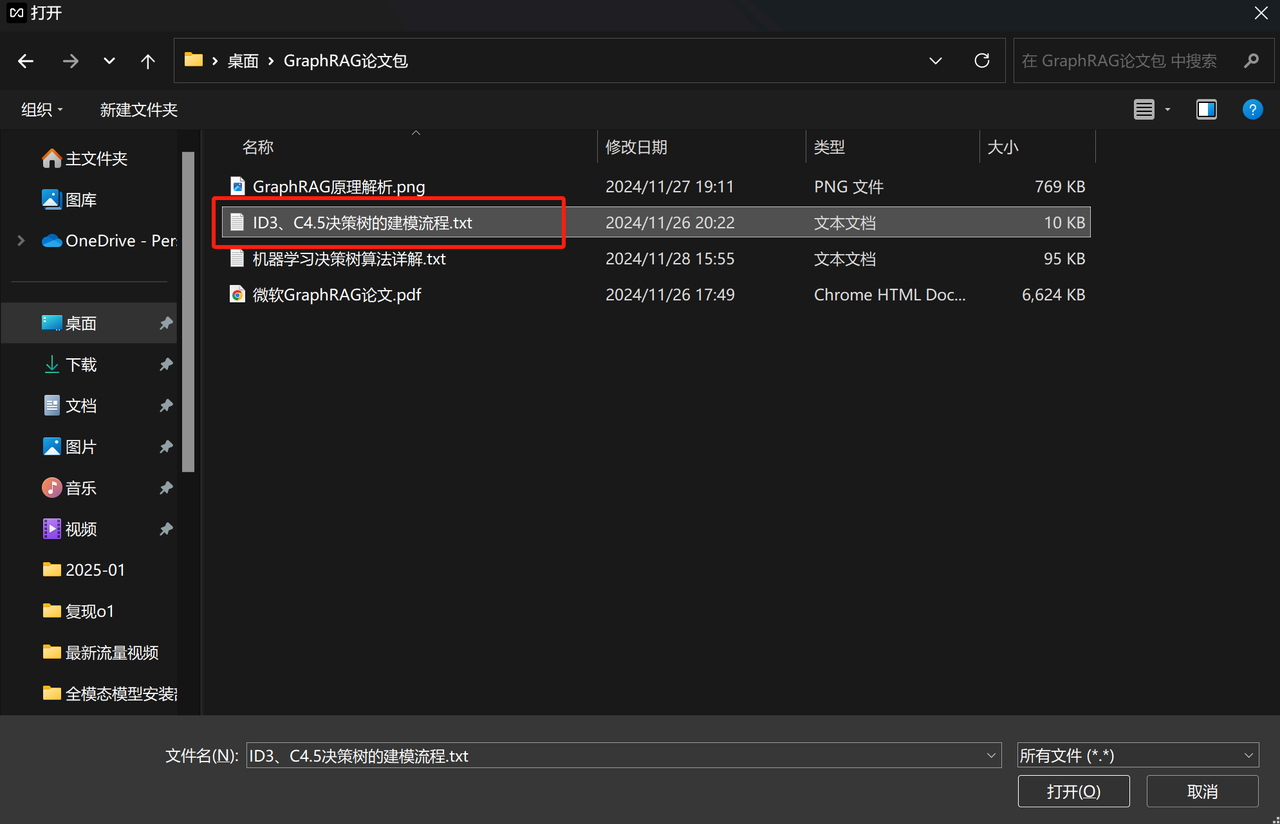 打开
桌面 › GraphRAG论文包
在 GraphRAG论文包 中搜索
组织 新建文件夹
名称 修改日期 类型 大小
GraphRAG原理解析.png 2024/11/27 19:11 PNG 文件 769 KB
ID3、C4.5决策树的建模流程.txt 2024/11/26 20:22 文本文档 10 KB
机器学习决策树算法详解.txt 2024/11/28 15:55 文本文档 95 KB
微软GraphRAG论文.pdf 2024/11/26 17:49 Chrome HTML Doc... 6,624 KB
主文件夹
图库
OneDrive - Per
桌面
下载
文档
图片
音乐
视频
2025-01
复现o1
最新流量视频
全模态模型安装
文件名(N): ID3、C4.5决策树的建模流程.txt
所有文件 (*.*)
打开(O) 取消